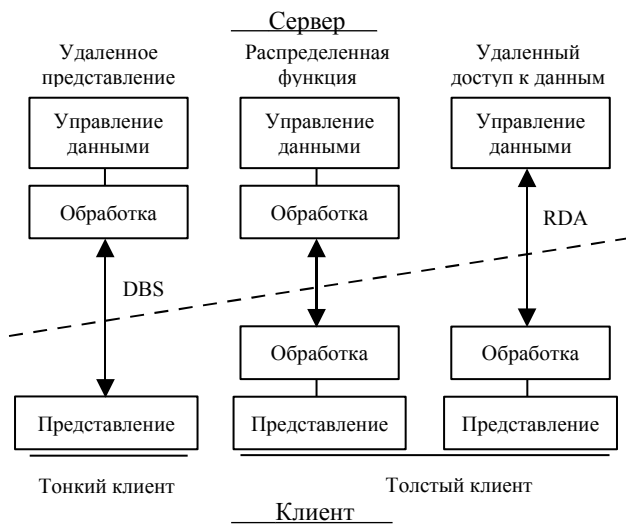 Сервер
Удаленное
представление
Распределенная
функция
Удаленный
доступ к данным
Управление
данными
Управление
данными
Управление
данными
Обработка
Обработка
RDA
DBS
Обработка
Обработка
Представление
Представление
Представление
Тонкий клиент
Толстый клиент
Клиент